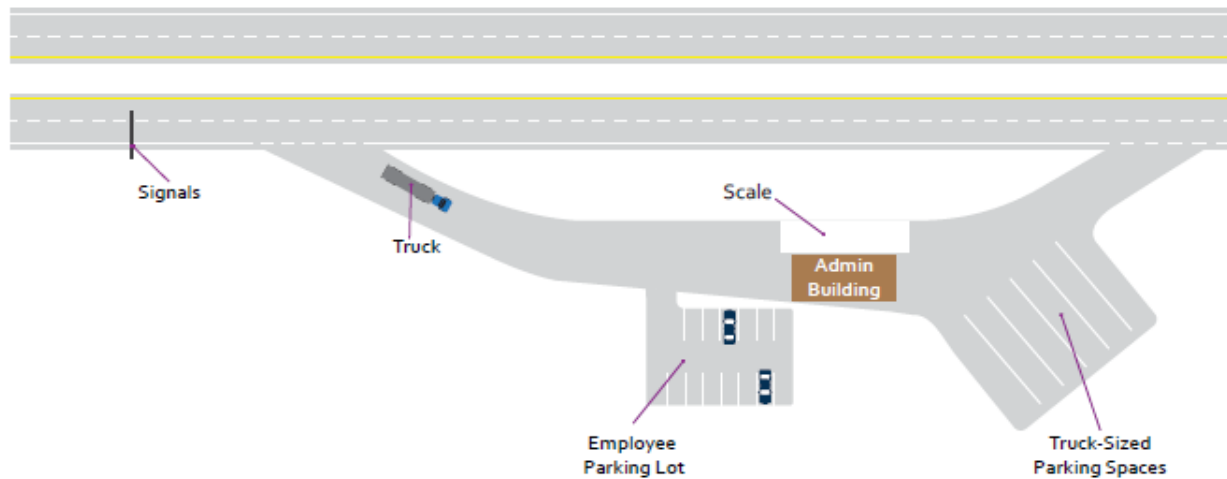 Signals
Truck
Scale
Admin
Building
Employee
Parking Lot
Truck-Sized
Parking Spaces